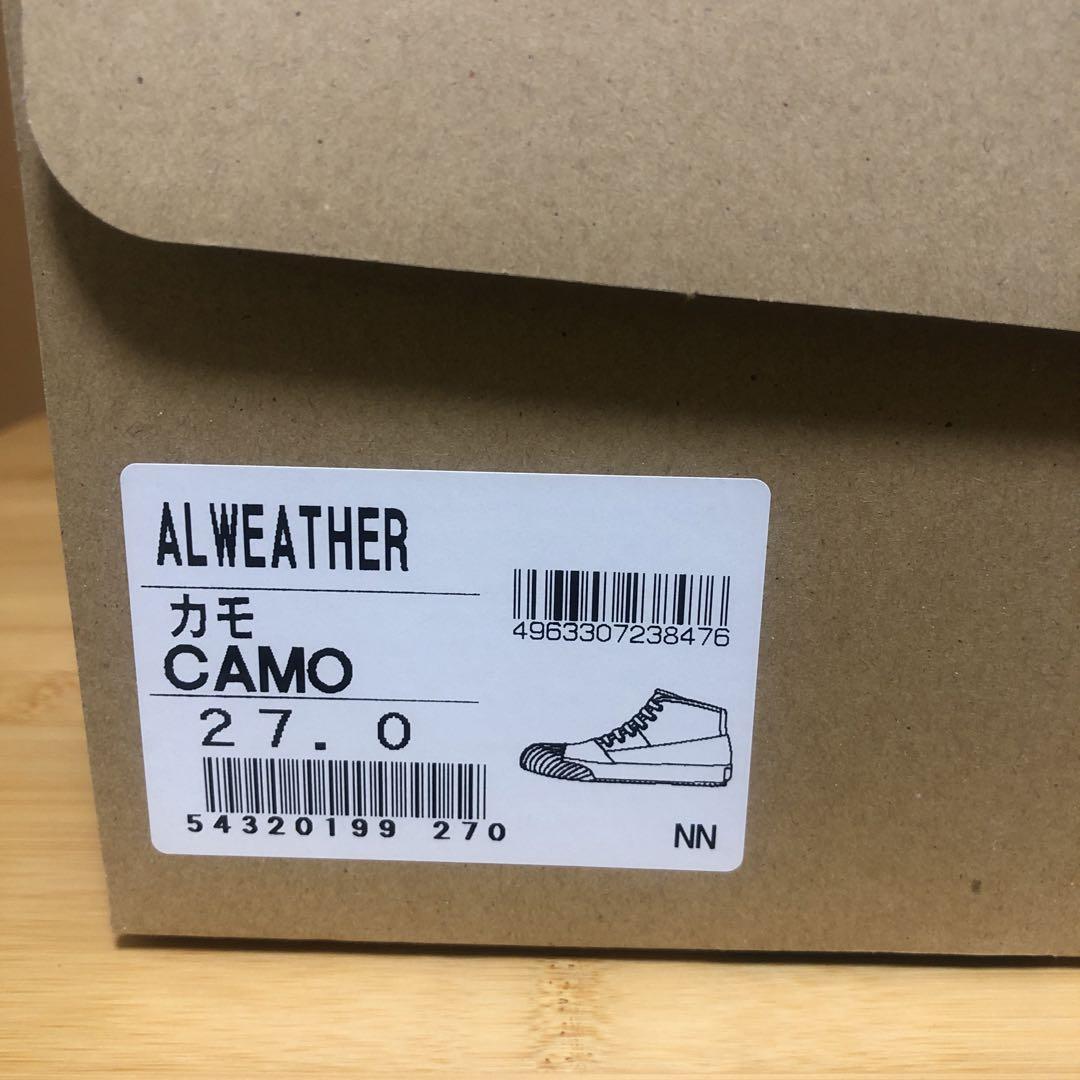 ALWEATHER
カモ
CAMO
27.0
54320199 270
4963307238476
NN